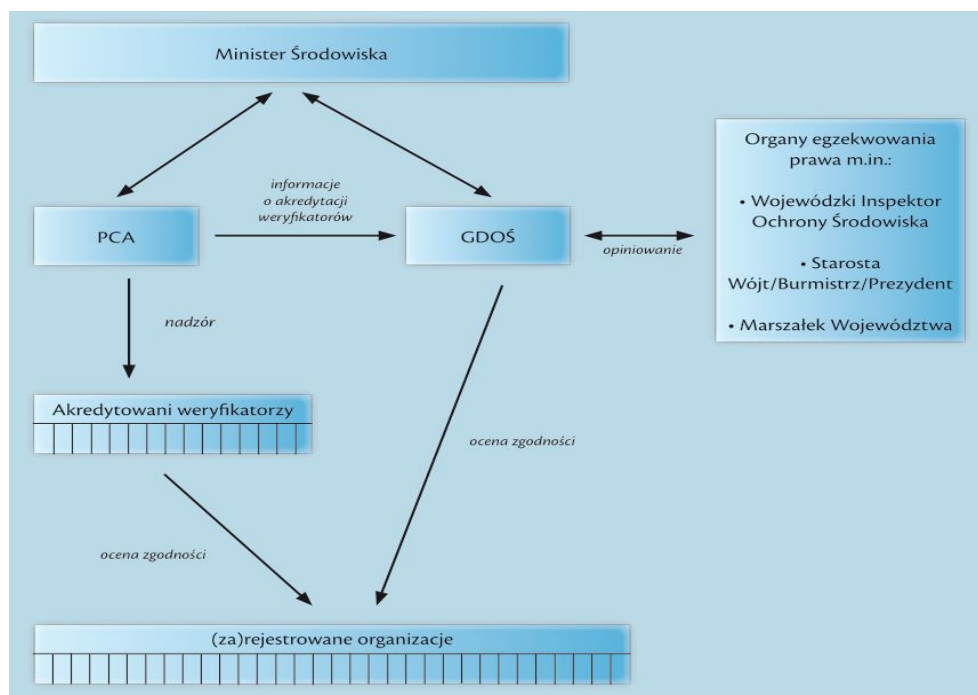 Minister Środowiska
informacje
o akredytacji
weryfikatorów
PCA
GDOŚ
opiniowanie
Organy egzekwowania
prawa m.in.:
• Wojewódzki Inspektor
Ochrony Środowiska
• Starosta
Wójt/Burmistrz/Prezydent
• Marszałek Województwa
nadzór
Akredytowani weryfikatorzy
ocena zgodności
ocena zgodności
(za)rejestrowane organizacje